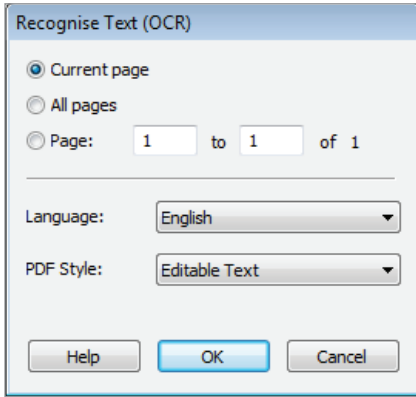 Recognise Text (OCR)
Current page
All pages
Page: 1 to 1 of 1
Language: English
PDF Style: Editable Text
Help OK Cancel